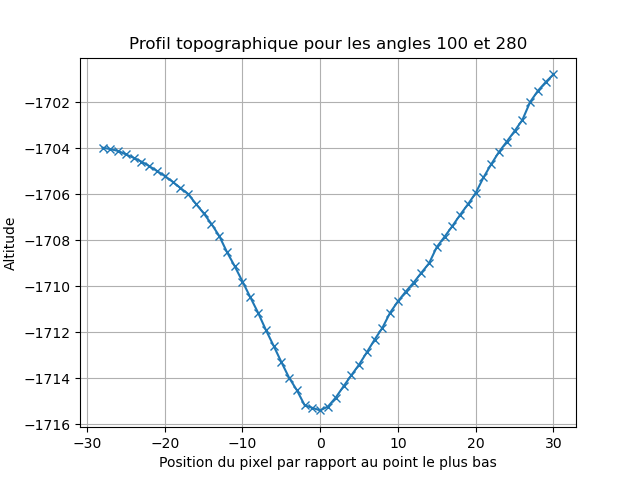 Profil topographique pour les angles 100 et 280
Altitude
−1702
−1704
−1706
−1708
−1710
−1712
−1714
−1716
−30 −20 −10 0 10 20 30
Position du pixel par rapport au point le plus bas